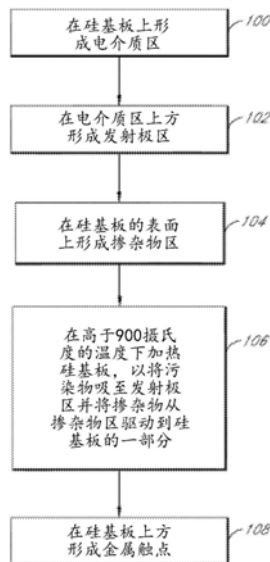 在硅基板上形
成电介质区
100
在电介质区上方
形成发射极区
102
在硅基板的表面
上形成掺杂物区
104
在高于900摄氏
度的温度下加热
硅基板，以将污
染物吸至发射极
区并将掺杂物从
掺杂物区驱动到硅
基板的一部分
106
在硅基板上方
形成金属触点
108